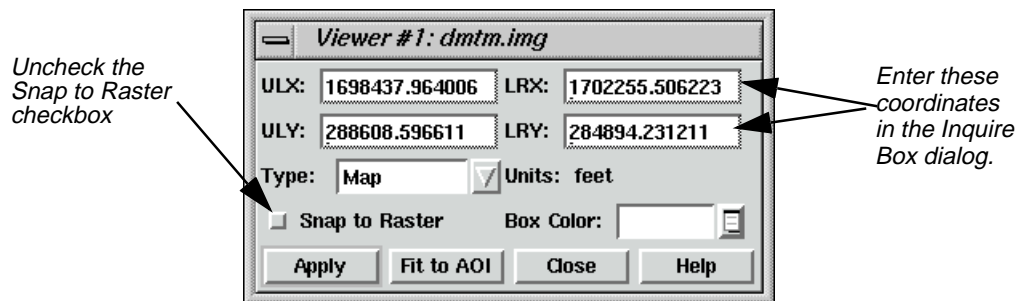 Viewer #1: dmtm.img
Uncheck the
Snap to Raster
checkbox
ULX: 1698437.964006 LRX: 1702255.506223
ULY: 288608.596611 LRY: 284894.231211
Type: Map Units: feet
Snap to Raster Box Color:
Apply Fit to AOI Close Help
Enter these
coordinates
in the Inquire
Box dialog.